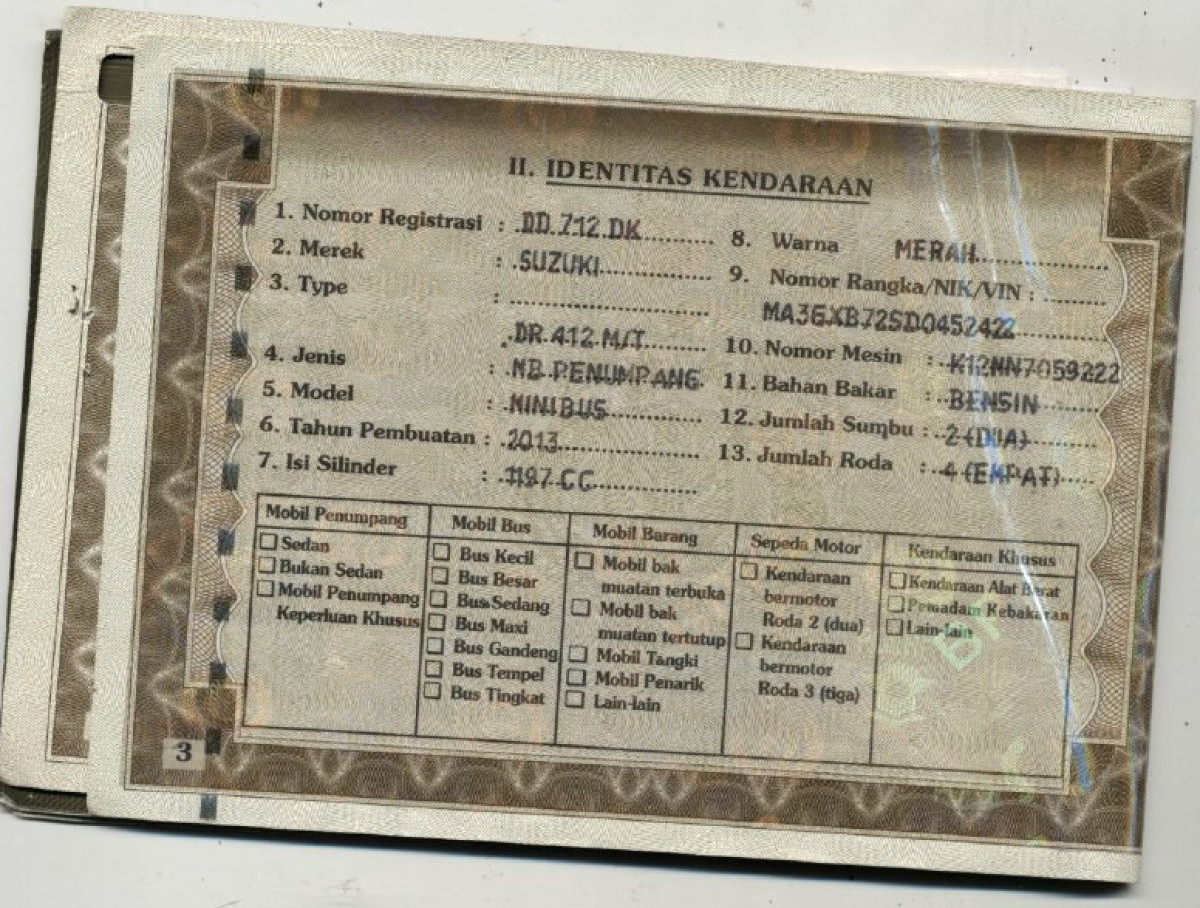 II. IDENTITAS KENDARAAN
1. Nomor Registrasi : DD 712 DK
2. Merek : SUZUKI
3. Type :
DR 412 M/T
4. Jenis : MB PENUMPANG
5. Model : MINIBUS
6. Tahun Pembuatan : 2013
7. Isi Silinder : 1197 CC
8. Warna MERAH
9. Nomor Rangka/NIK/VIN :
MA3GXB72SD0452422
10. Nomor Mesin : K12MN7059222
11. Bahan Bakar : BENSIN
12. Jumlah Sumbu : 2 (DUA)
13. Jumlah Roda : 4 (EMPAT)
Mobil Penumpang
Sedan
Bukan Sedan
Mobil Penumpang
Keperluan Khusus
Mobil Bus
Bus Kecil
Bus Besar
Bus Sedang
Bus Maxi
Bus Gandeng
Bus Tempel
Bus Tingkat
Mobil Barang
Mobil bak
muatan terbuka
Mobil bak
muatan tertutup
Mobil Tangki
Mobil Penarik
Lain-lain
Sepeda Motor
Kendaraan
bermotor
Roda 2 (dua)
Kendaraan
bermotor
Roda 3 (tiga)
Kendaraan Khusus
Kendaraan Alat Berat
Pemadam Kebakaran
Lain-lain
3